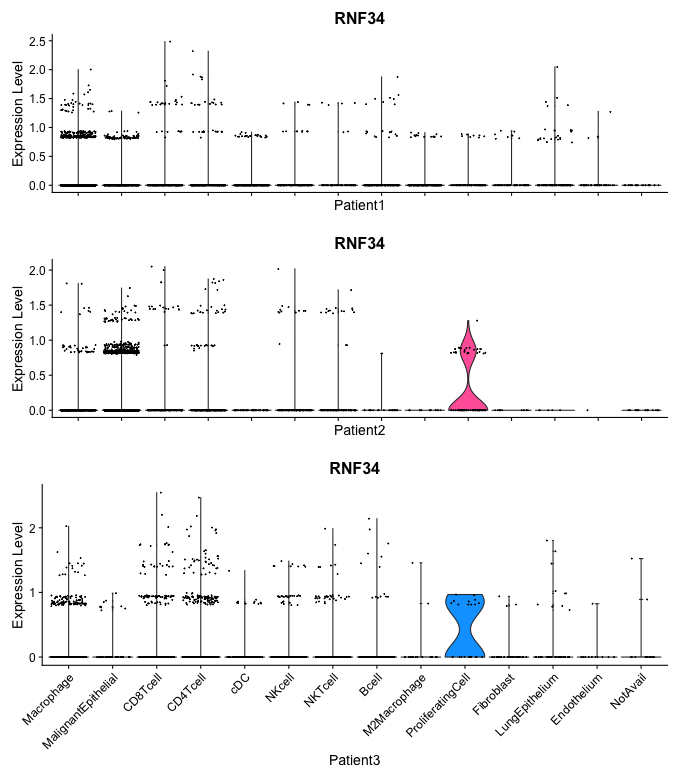 RNF34
Expression Level
2.5
2.0
1.5
1.0
0.5
0.0
Patient1
RNF34
Expression Level
2.0
1.5
1.0
0.5
0.0
Patient2
RNF34
Expression Level
2
1
0
Macrophage
MalignantEpithelial
CD8Tcell
CD4Tcell
cDC
NKcell
NKTcell
Bcell
M2Macrophage
ProliferatingCell
Fibroblast
LungEpithelium
Endothelium
NotAvail
Patient3